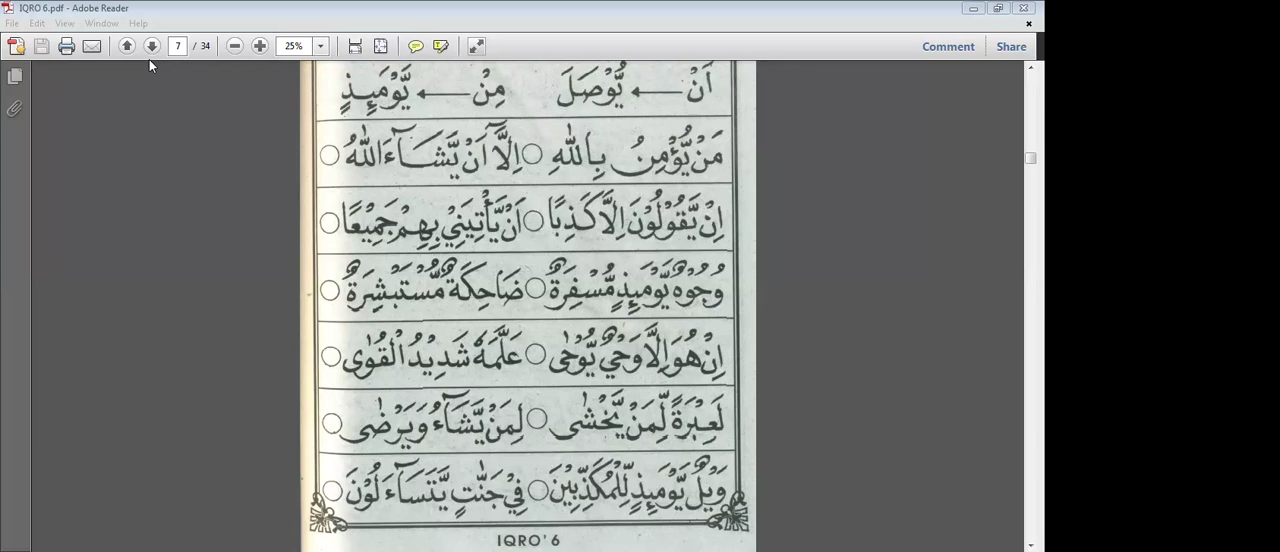 IQRO 6.pdf - Adobe Reader
File Edit View Window Help
7 / 34 25% Comment Share
اَنْ ← يُّوْصَلَ مِنْ ← يَّوْمَىِٕذٍ
مَنْ يُّؤْمِنُ بِاللّٰهِ ○ اِلَّآ اَنْ يَّشَآءَ اللّٰهُ ○
اِنْ يَّقُوْلُوْنَ اِلَّا كَذِبًا ○ اَنْ يَّأْتِيَنِيْ بِهِمْ جَمِيْعًا ○
وُجُوْهٌ يَّوْمَىِٕذٍ مُّسْفِرَةٌ ○ ضَاحِكَةٌ مُّسْتَبْشِرَةٌ ○
اِنْ هُوَ اِلَّا وَحْيٌ يُّوْحٰى ○ عَلَّمَهٗ شَدِيْدُ الْقُوٰى ○
لَعِبْرَةً لِّمَنْ يَّخْشٰى ○ لِمَنْ يَّشَآءُ وَيَرْضٰى ○
وَيْلٌ يَّوْمَىِٕذٍ لِّلْمُكَذِّبِيْنَ ○ فِيْ جَنّٰتٍ يَّتَسَآءَلُوْنَ ○
IQRO' 6